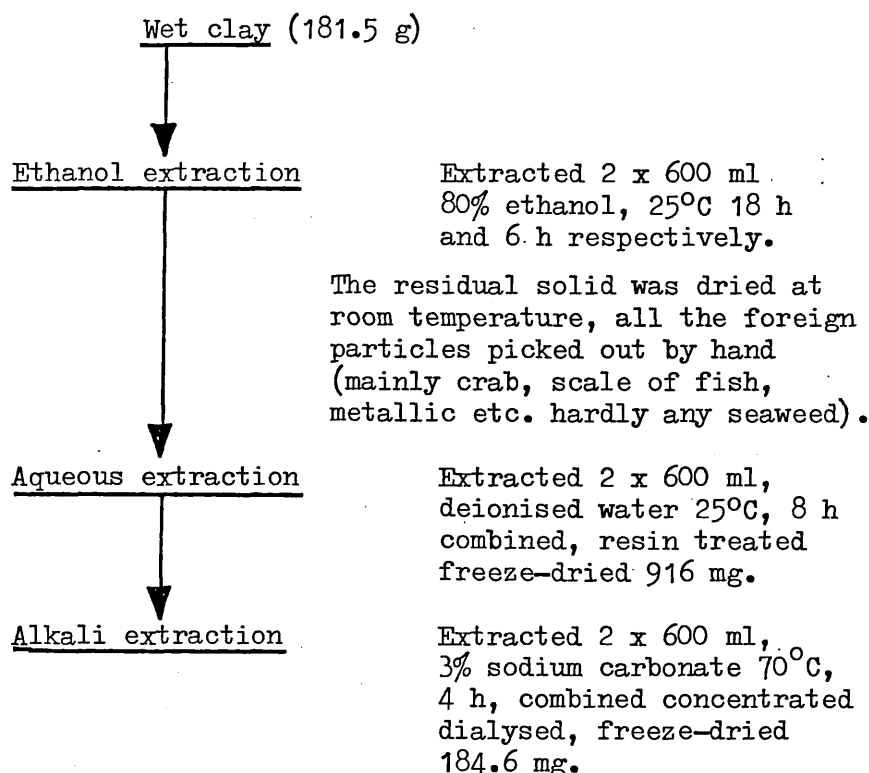 Wet clay (181.5 g)
Ethanol extraction
Extracted 2 x 600 ml
80% ethanol, 25°C 18 h
and 6 h respectively.
The residual solid was dried at
room temperature, all the foreign
particles picked out by hand
(mainly crab, scale of fish,
metallic etc. hardly any seaweed).
Aqueous extraction
Extracted 2 x 600 ml,
deionised water 25°C, 8 h
combined, resin treated
freeze-dried 916 mg.
Alkali extraction
Extracted 2 x 600 ml,
3% sodium carbonate 70°C,
4 h, combined concentrated
dialysed, freeze-dried
184.6 mg.